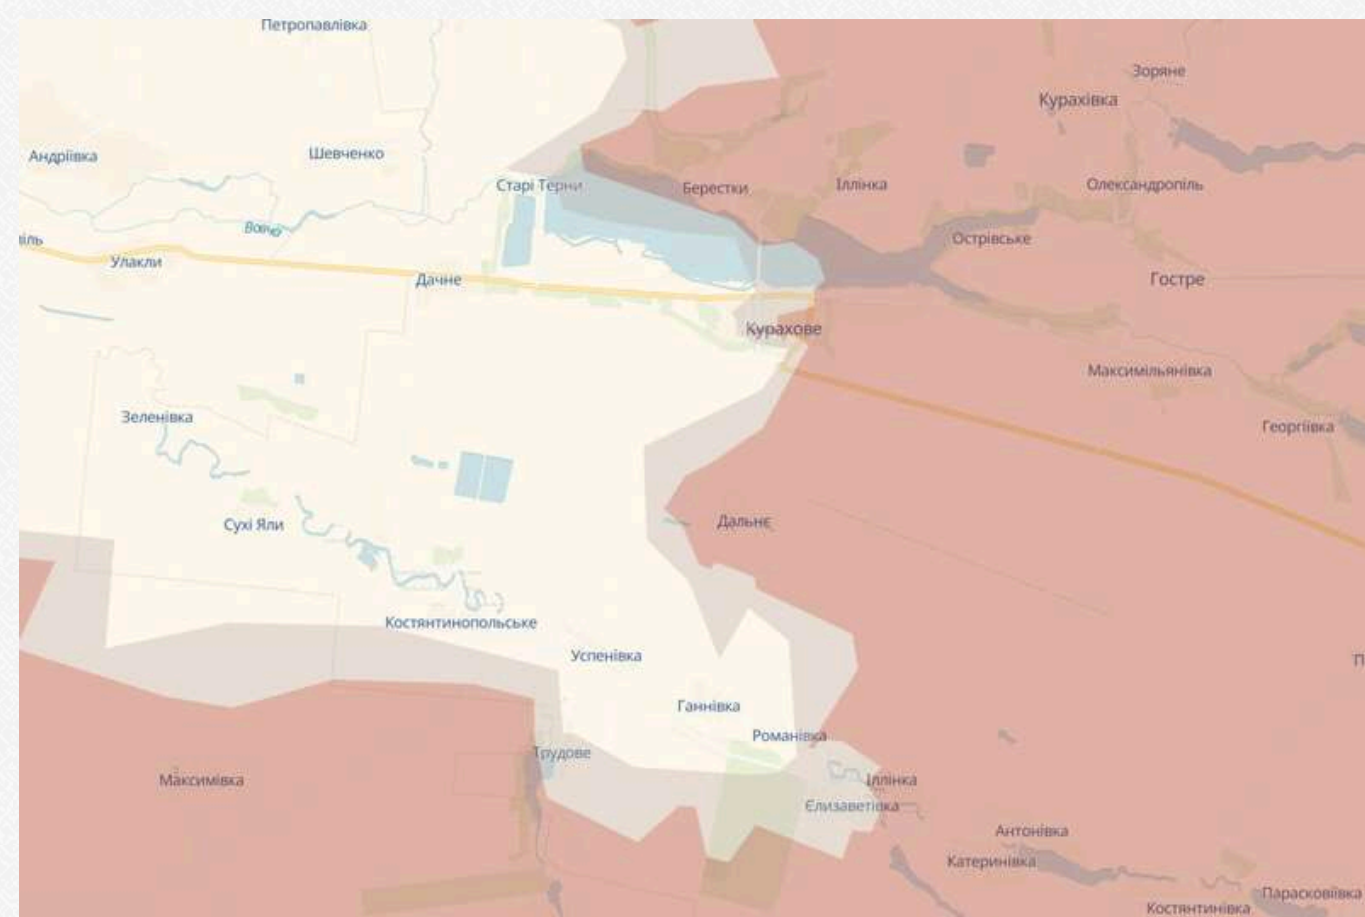 Петропавлівка
Зоряне
Курахівка
Андріївка
Шевченко
Старі Терни
Берестки
Іллінка
Олександропіль
Вовча
іль
Острівське
Улакли
Дачне
Гостре
Курахове
Максимільянівка
Зеленівка
Георгіївка
Сухі Яли
Дальнє
Костянтинопольське
Успенівка
П
Ганнівка
Романівка
Трудове
Максимівка
Іллінка
Єлизаветівка
Антонівка
Катеринівка
Парасковіївка
Костянтинівка